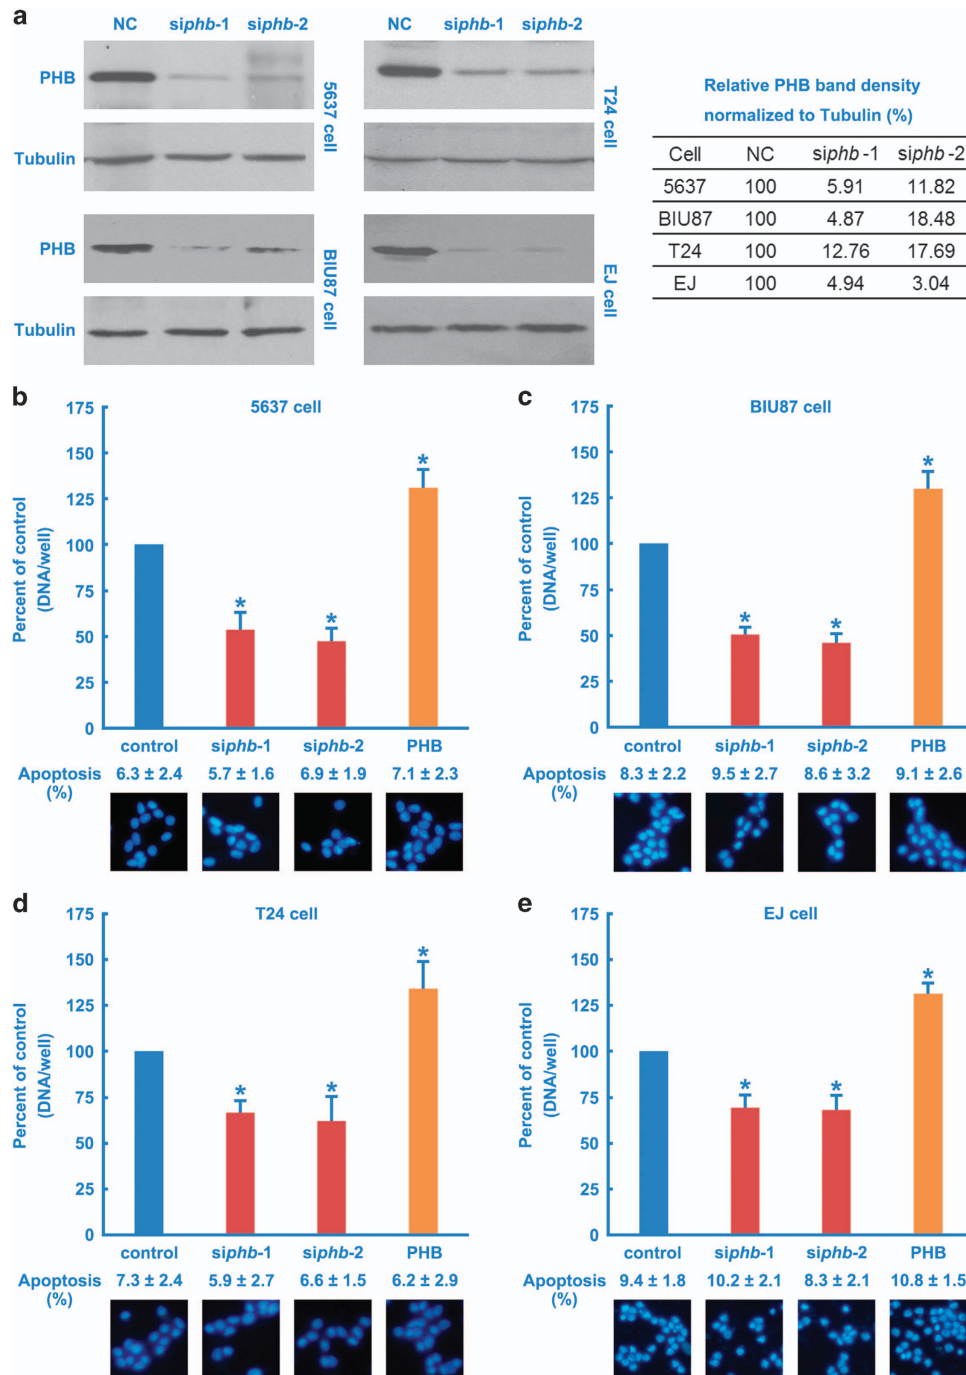 a
NC siphb-1 siphb-2
PHB
Tubulin
5637 cell
PHB
Tubulin
BIU87 cell
NC siphb-1 siphb-2
T24 cell
EJ cell
Relative PHB band density
normalized to Tubulin (%)
Cell NC siphb-1 siphb-2
5637 100 5.91 11.82
BIU87 100 4.87 18.48
T24 100 12.76 17.69
EJ 100 4.94 3.04
b
5637 cell
Percent of control
(DNA/well)
175
150
125
100
75
50
25
0
* * *
control siphb-1 siphb-2 PHB
Apoptosis 6.3 ± 2.4 5.7 ± 1.6 6.9 ± 1.9 7.1 ± 2.3
(%)
c
BIU87 cell
Percent of control
(DNA/well)
175
150
125
100
75
50
25
0
* * *
control siphb-1 siphb-2 PHB
Apoptosis 8.3 ± 2.2 9.5 ± 2.7 8.6 ± 3.2 9.1 ± 2.6
(%)
d
T24 cell
Percent of control
(DNA/well)
175
150
125
100
75
50
25
0
* * *
control siphb-1 siphb-2 PHB
Apoptosis 7.3 ± 2.4 5.9 ± 2.7 6.6 ± 1.5 6.2 ± 2.9
(%)
e
EJ cell
Percent of control
(DNA/well)
175
150
125
100
75
50
25
0
* * *
control siphb-1 siphb-2 PHB
Apoptosis 9.4 ± 1.8 10.2 ± 2.1 8.3 ± 2.1 10.8 ± 1.5
(%)